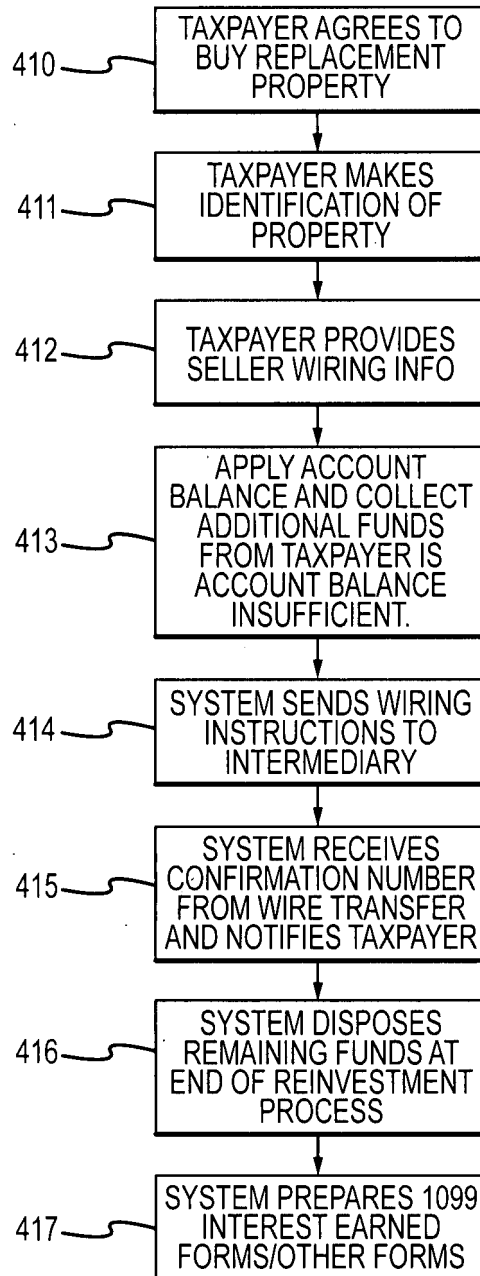 410
TAXPAYER AGREES TO
BUY REPLACEMENT
PROPERTY
411
TAXPAYER MAKES
IDENTIFICATION OF
PROPERTY
412
TAXPAYER PROVIDES
SELLER WIRING INFO
413
APPLY ACCOUNT
BALANCE AND COLLECT
ADDITIONAL FUNDS
FROM TAXPAYER IS
ACCOUNT BALANCE
INSUFFICIENT.
414
SYSTEM SENDS WIRING
INSTRUCTIONS TO
INTERMEDIARY
415
SYSTEM RECEIVES
CONFIRMATION NUMBER
FROM WIRE TRANSFER
AND NOTIFIES TAXPAYER
416
SYSTEM DISPOSES
REMAINING FUNDS AT
END OF REINVESTMENT
PROCESS
417
SYSTEM PREPARES 1099
INTEREST EARNED
FORMS/OTHER FORMS